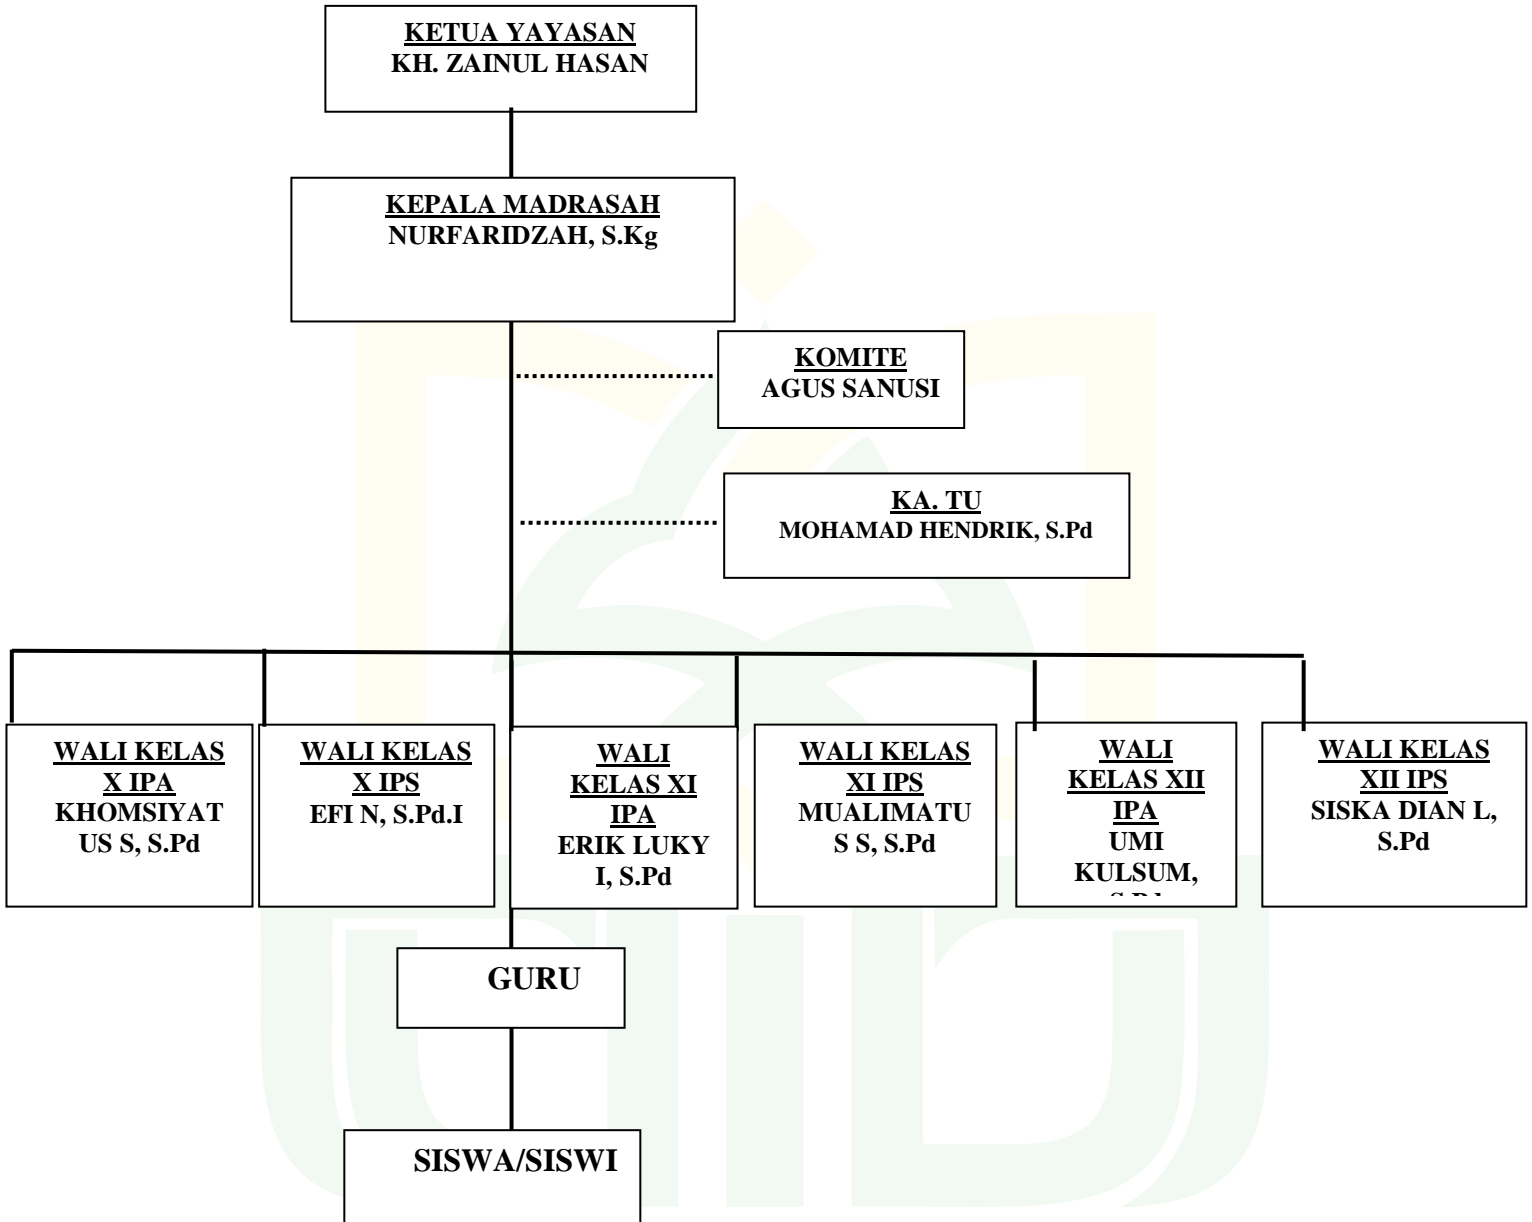 KETUA YAYASAN
KH. ZAINUL HASAN
KEPALA MADRASAH
NURFARIDZAH, S.Kg
KOMITE
AGUS SANUSI
KA. TU
MOHAMAD HENDRIK, S.Pd
WALI KELAS
X IPA
KHOMSIYAT
US S, S.Pd
WALI KELAS
X IPS
EFI N, S.Pd.I
WALI
KELAS XI
IPA
ERIK LUKY
I, S.Pd
WALI KELAS
XI IPS
MUALIMATU
S S, S.Pd
WALI
KELAS XII
IPA
UMI
KULSUM,
WALI KELAS
XII IPS
SISKA DIAN L,
S.Pd
GURU
SISWA/SISWI